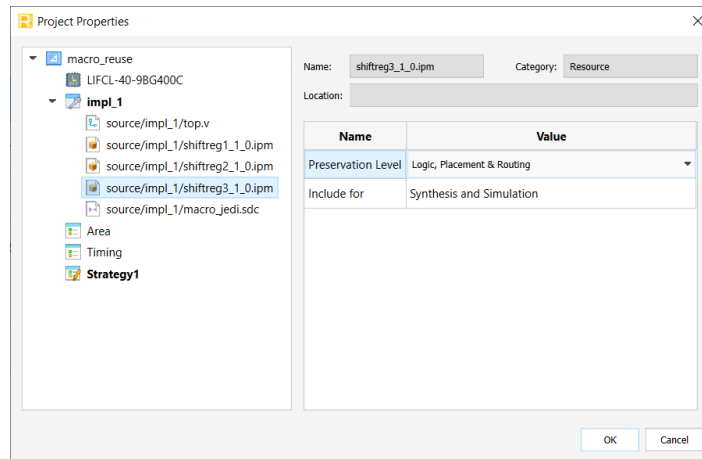 Project Properties
macro_reuse
LIFCL-40-9BG400C
impl_1
source/impl_1/top.v
source/impl_1/shiftreg1_1_0.ipm
source/impl_1/shiftreg2_1_0.ipm
source/impl_1/shiftreg3_1_0.ipm
source/impl_1/macro_jedi.sdc
Area
Timing
Strategy1
Name: shiftreg3_1_0.ipm Category: Resource
Location:
Name Value
Preservation Level Logic, Placement & Routing
Include for Synthesis and Simulation
OK Cancel